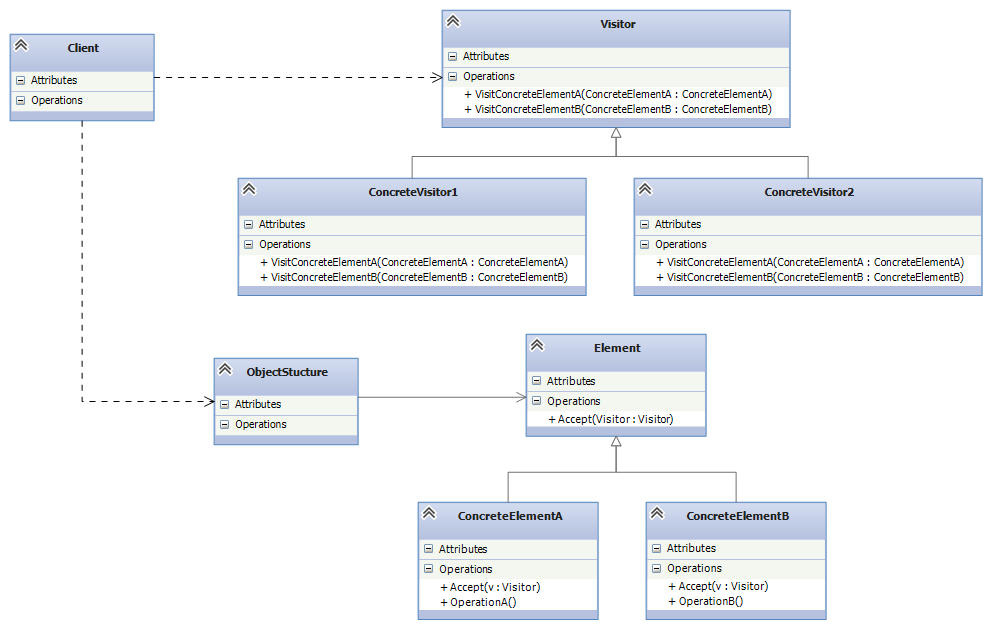 Visitor
Attributes
Operations
+ VisitConcreteElementA(ConcreteElementA : ConcreteElementA)
+ VisitConcreteElementB(ConcreteElementB : ConcreteElementB)
Client
Attributes
Operations
ConcreteVisitor1
Attributes
Operations
+ VisitConcreteElementA(ConcreteElementA : ConcreteElementA)
+ VisitConcreteElementB(ConcreteElementB : ConcreteElementB)
ConcreteVisitor2
Attributes
Operations
+ VisitConcreteElementA(ConcreteElementA : ConcreteElementA)
+ VisitConcreteElementB(ConcreteElementB : ConcreteElementB)
ObjectStucture
Attributes
Operations
Element
Attributes
Operations
+ Accept(Visitor : Visitor)
ConcreteElementA
Attributes
Operations
+ Accept(v : Visitor)
+ OperationA()
ConcreteElementB
Attributes
Operations
+ Accept(v : Visitor)
+ OperationB()